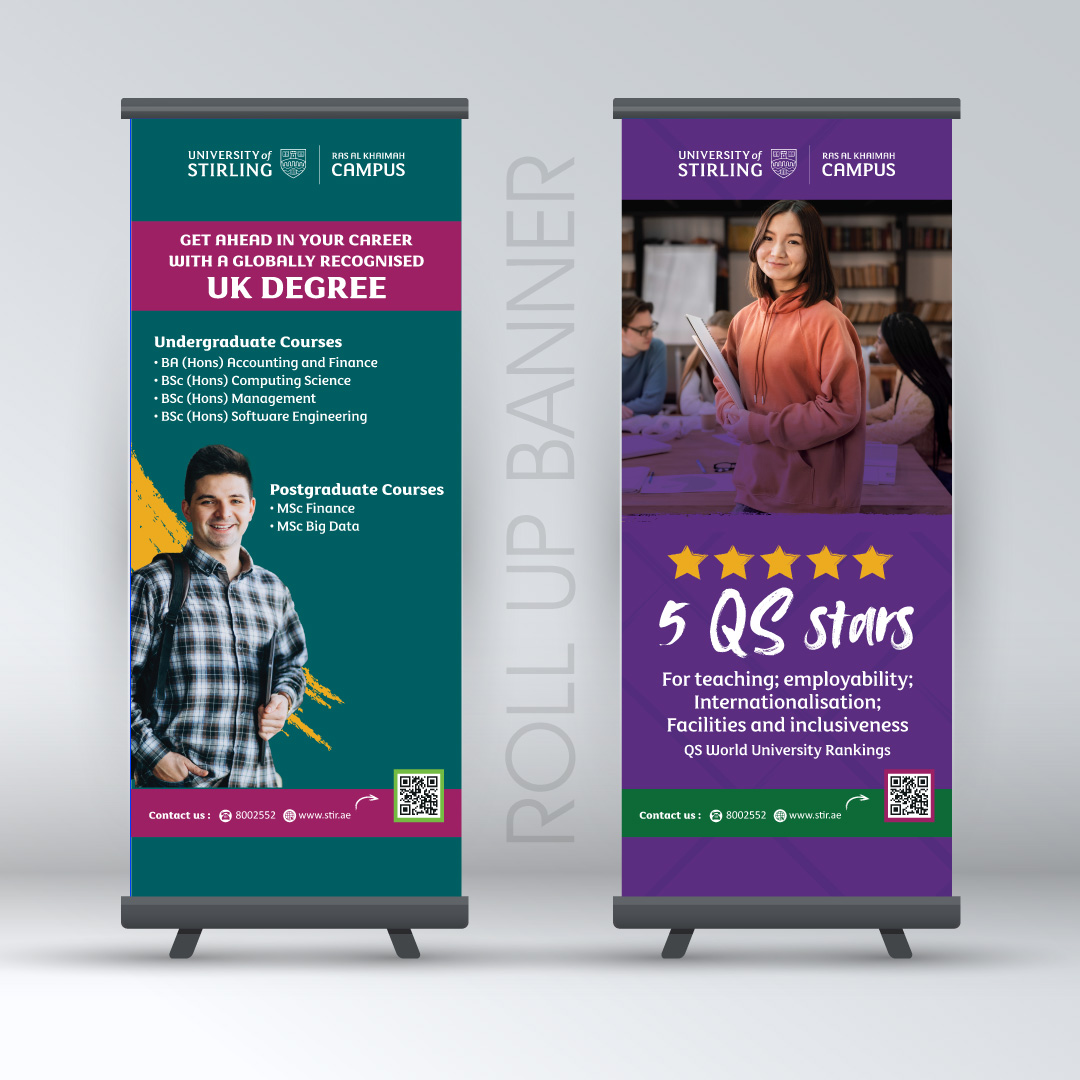 UNIVERSITY of
STIRLING
RAS AL KHAIMAH
CAMPUS
GET AHEAD IN YOUR CAREER
WITH A GLOBALLY RECOGNISED
UK DEGREE
Undergraduate Courses
• BA (Hons) Accounting and Finance
• BSc (Hons) Computing Science
• BSc (Hons) Management
• BSc (Hons) Software Engineering
Postgraduate Courses
• MSc Finance
• MSc Big Data
Contact us : 8002552 www.stir.ae
ROLL UP BANNER
UNIVERSITY of
STIRLING
RAS AL KHAIMAH
CAMPUS
5 QS stars
For teaching; employability;
Internationalisation;
Facilities and inclusiveness
QS World University Rankings
Contact us : 8002552 www.stir.ae